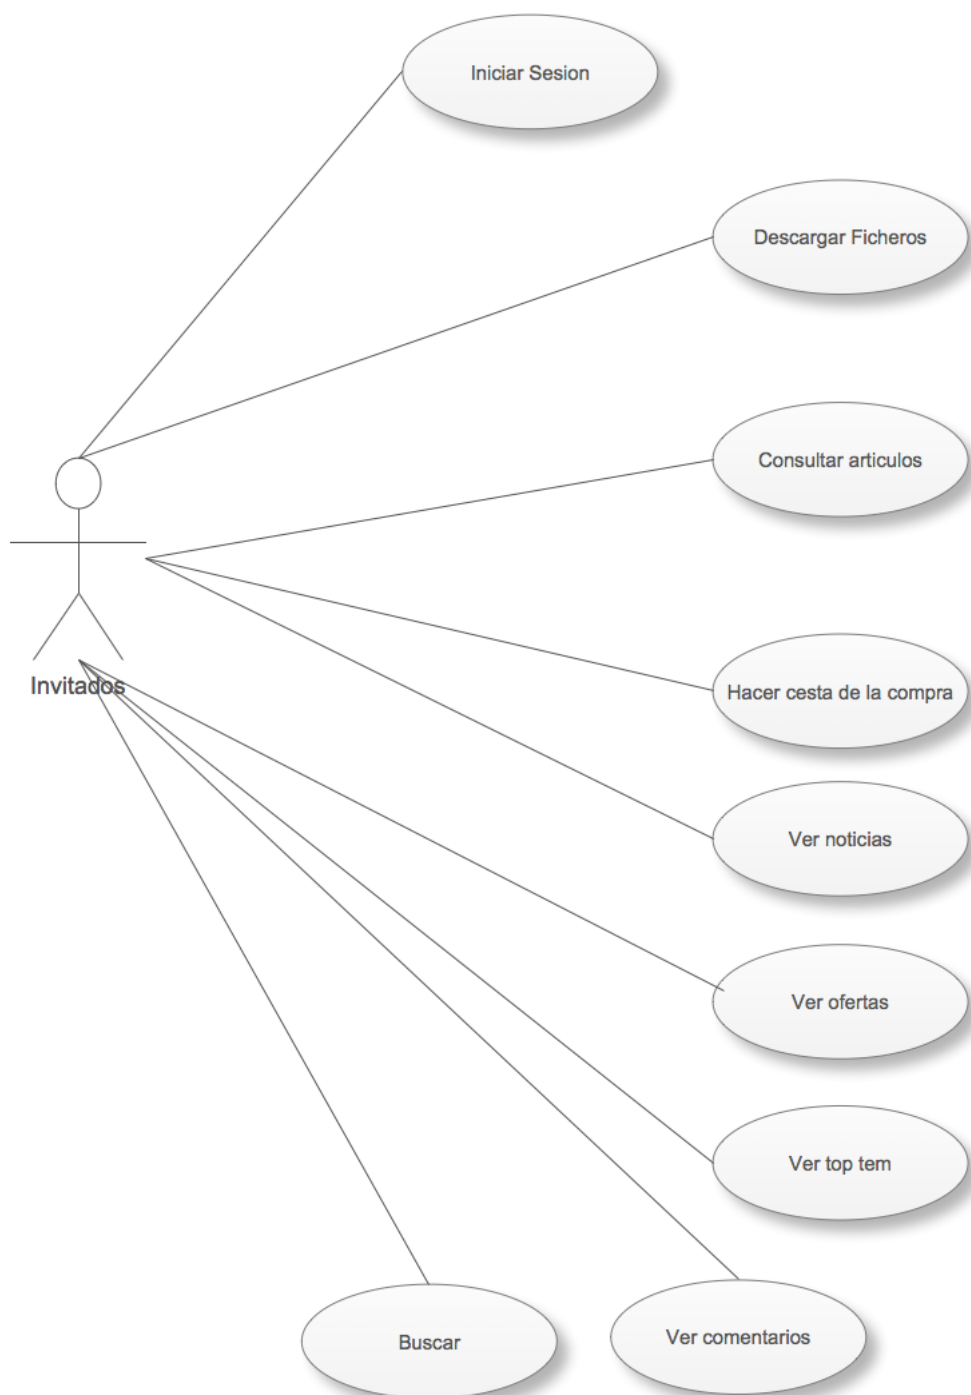 Iniciar Sesion
Descargar Ficheros
Consultar articulos
Invitados
Hacer cesta de la compra
Ver noticias
Ver ofertas
Ver top tem
Buscar
Ver comentarios